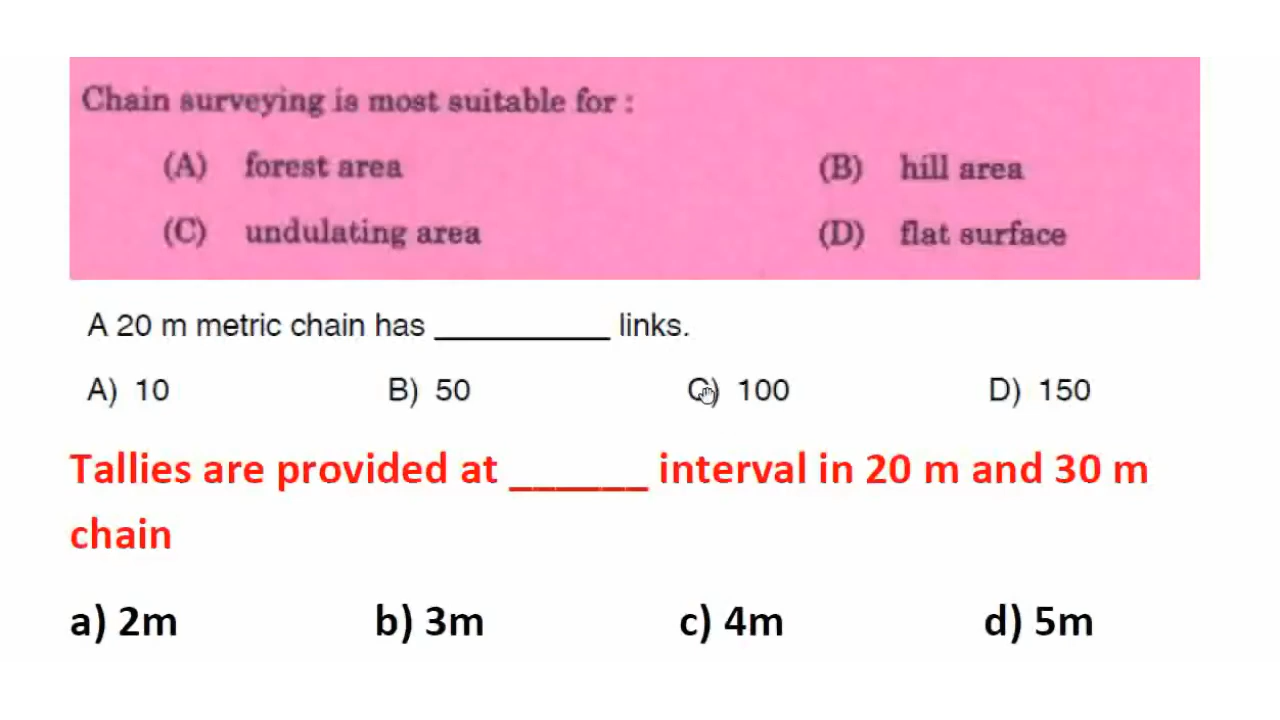 Chain surveying is most suitable for :
(A) forest area (B) hill area
(C) undulating area (D) flat surface
A 20 m metric chain has __________ links.
A) 10 B) 50 C) 100 D) 150
Tallies are provided at ______ interval in 20 m and 30 m
chain
a) 2m b) 3m c) 4m d) 5m